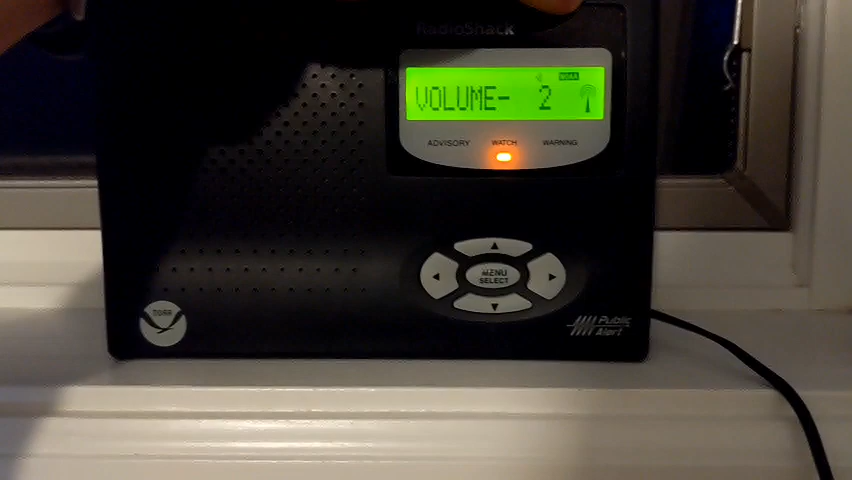 RadioShack
NOAA
VOLUME- 2
ADVISORY WATCH WARNING
MENU
SELECT
Public
Alert